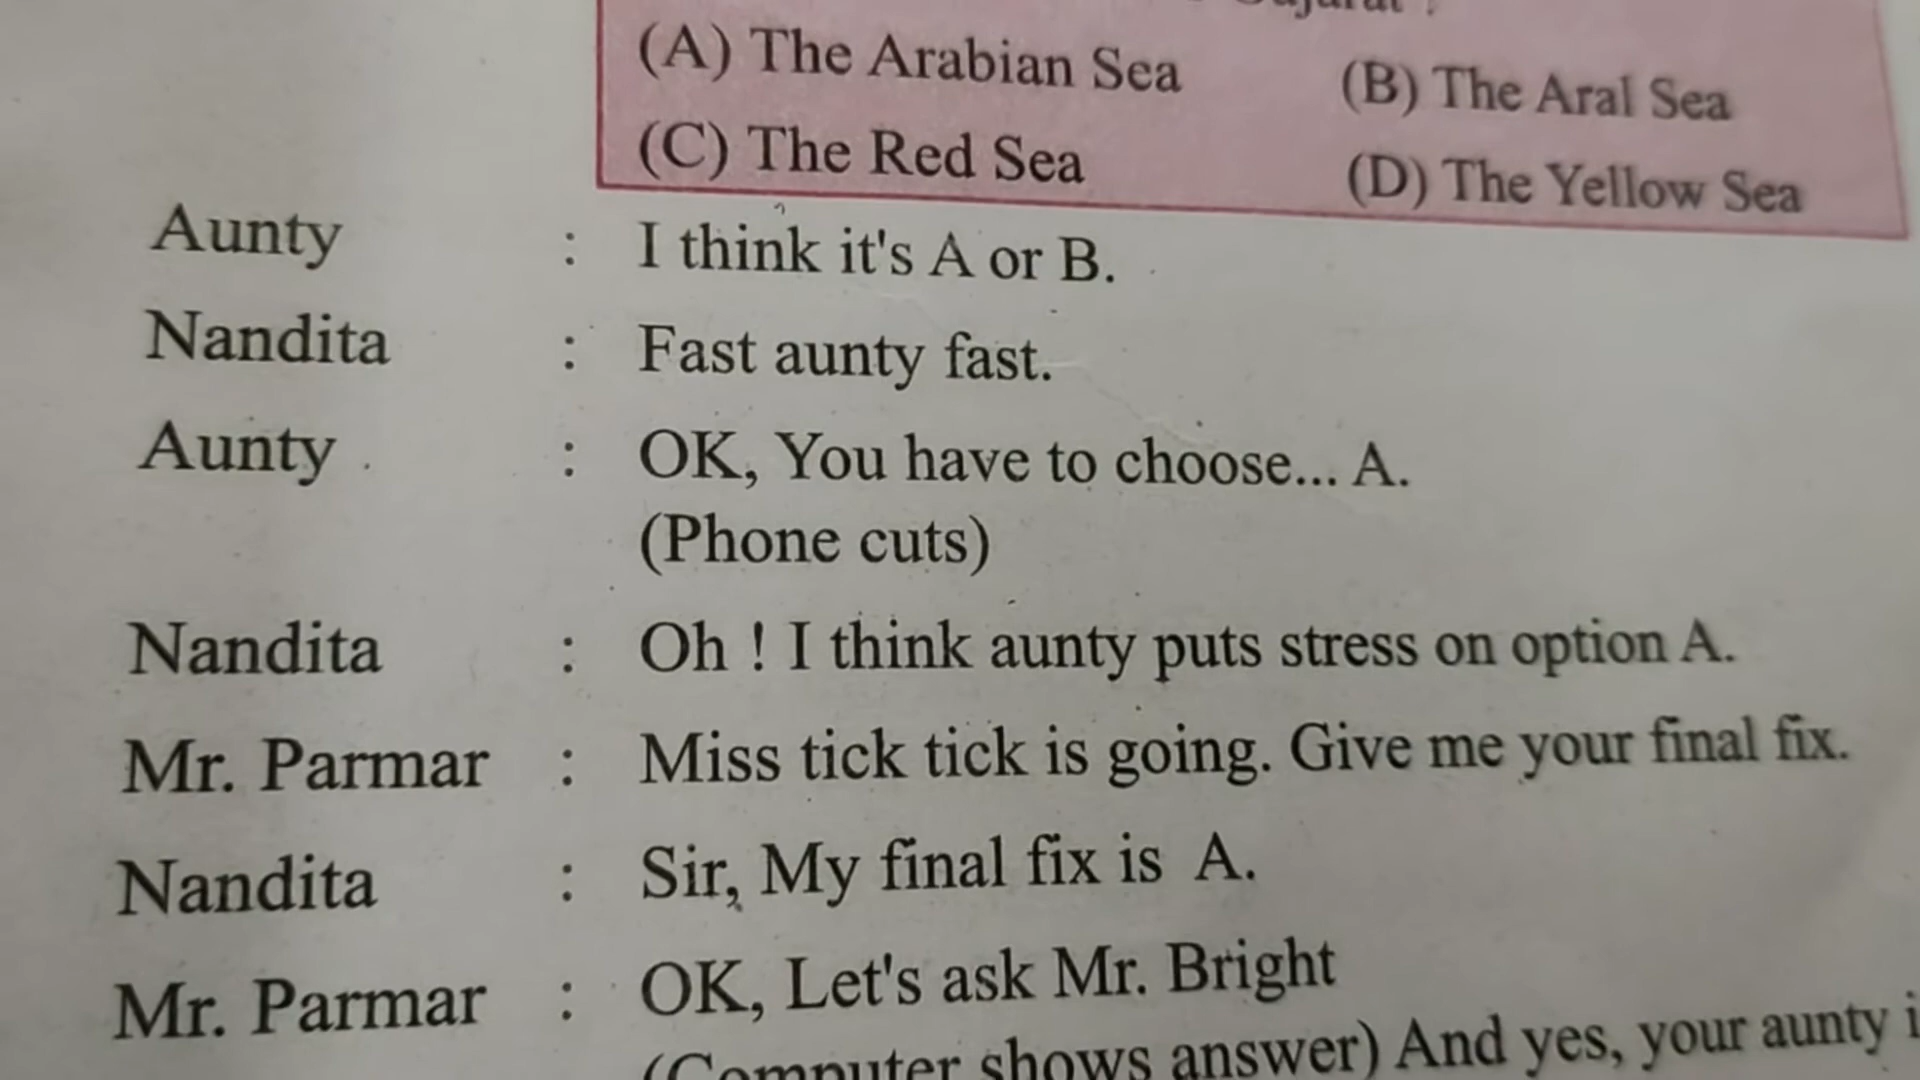 (A) The Arabian Sea (B) The Aral Sea
(C) The Red Sea (D) The Yellow Sea
Aunty : I think it's A or B.
Nandita : Fast aunty fast.
Aunty : OK, You have to choose... A.
(Phone cuts)
Nandita : Oh ! I think aunty puts stress on option A.
Mr. Parmar : Miss tick tick is going. Give me your final fix.
Nandita : Sir, My final fix is A.
Mr. Parmar : OK, Let's ask Mr. Bright
(Computer shows answer) And yes, your aunty